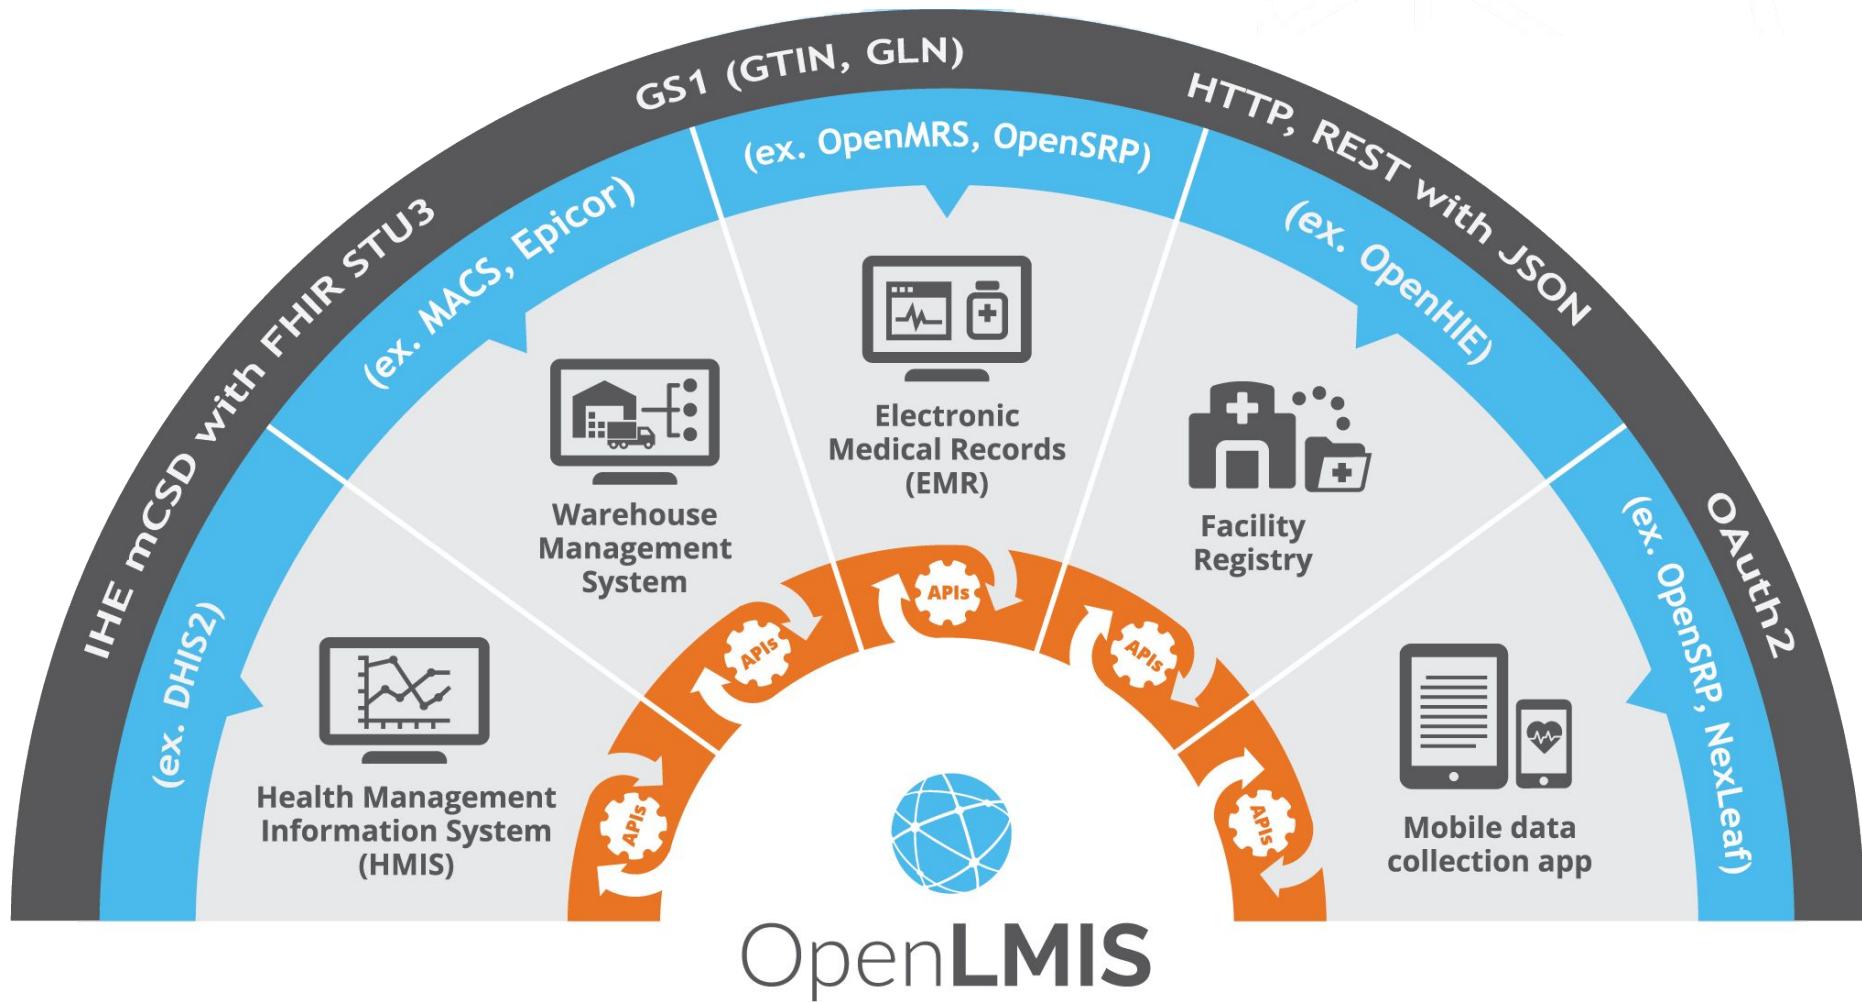 IHE mCSD with FHIR STU3
GS1 (GTIN, GLN)
HTTP, REST with JSON
OAuth2
(ex. DHIS2)
(ex. MACS, Epicor)
(ex. OpenMRS, OpenSRP)
(ex. OpenHIE)
(ex. OpenSRP, NexLeaf)
Health Management
Information System
(HMIS)
Warehouse
Management
System
Electronic
Medical Records
(EMR)
Facility
Registry
Mobile data
collection app
APIs
APIs
APIs
APIs
APIs
OpenLMIS